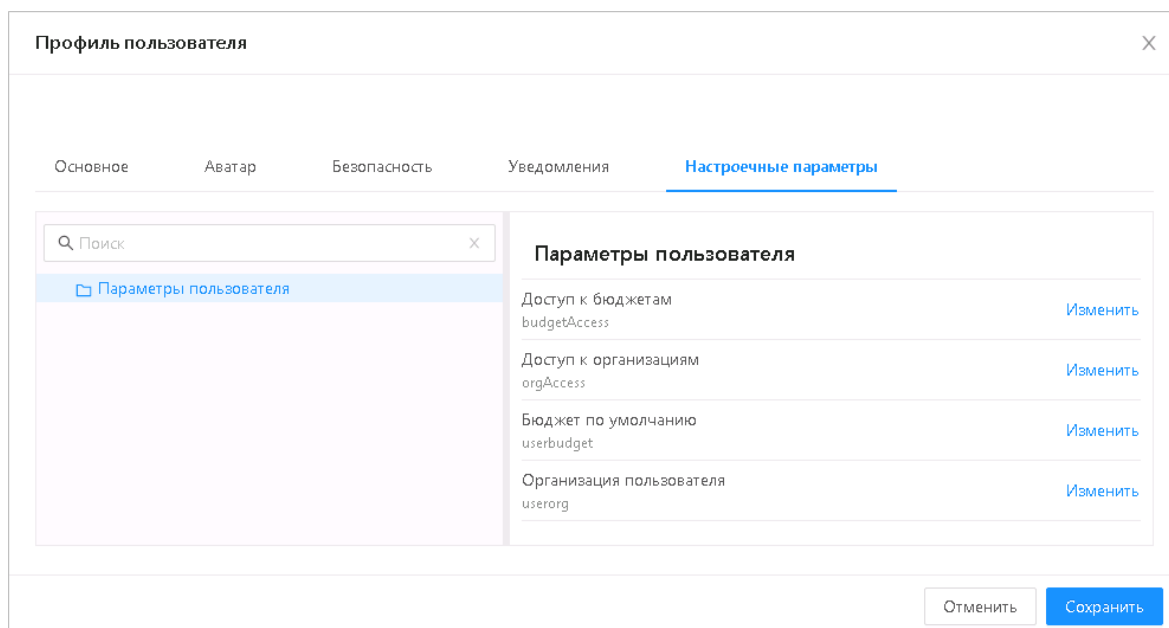 Профиль пользователя
Основное Аватар Безопасность Уведомления Настроечные параметры
Поиск
Параметры пользователя
Параметры пользователя
Доступ к бюджетам
budgetAccess
Изменить
Доступ к организациям
orgAccess
Изменить
Бюджет по умолчанию
userbudget
Изменить
Организация пользователя
userorg
Изменить
Отменить Сохранить